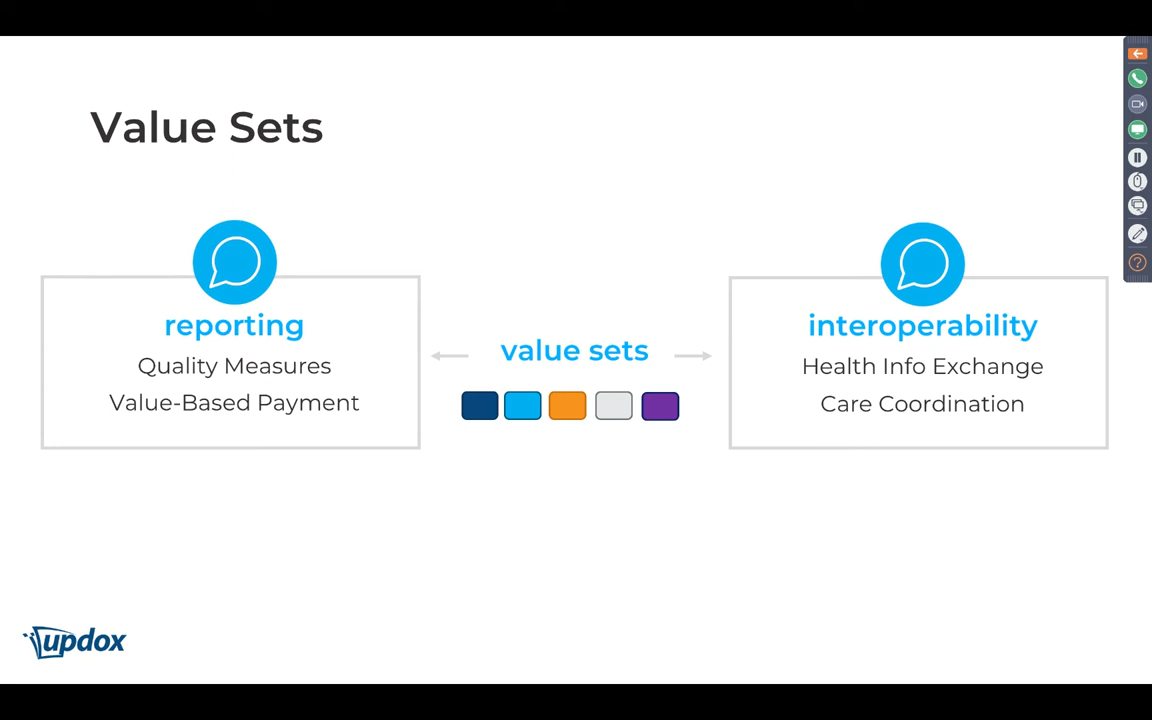 Value Sets
reporting
Quality Measures
Value-Based Payment
value sets
interoperability
Health Info Exchange
Care Coordination
updox